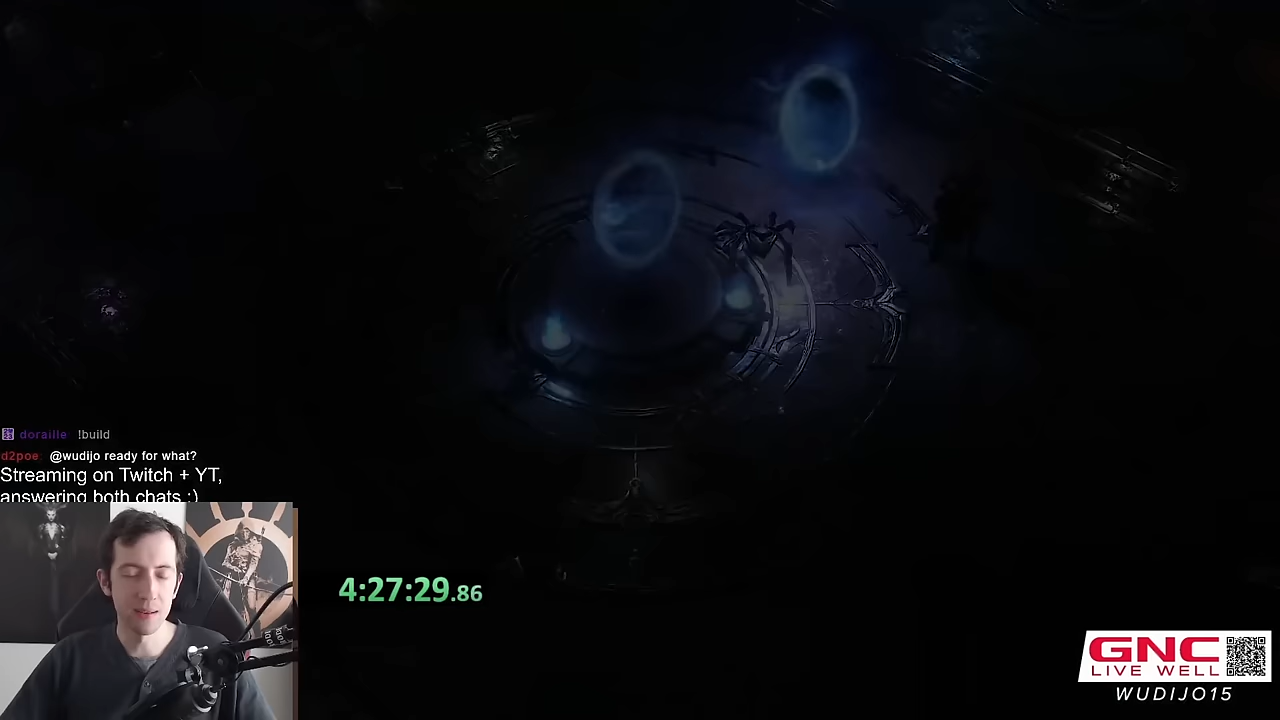 doraille !build
d2poe @wudijo ready for what?
Streaming on Twitch + YT,
answering both chats :)
4:27:29.86
GNC
LIVE WELL
WUDIJO15